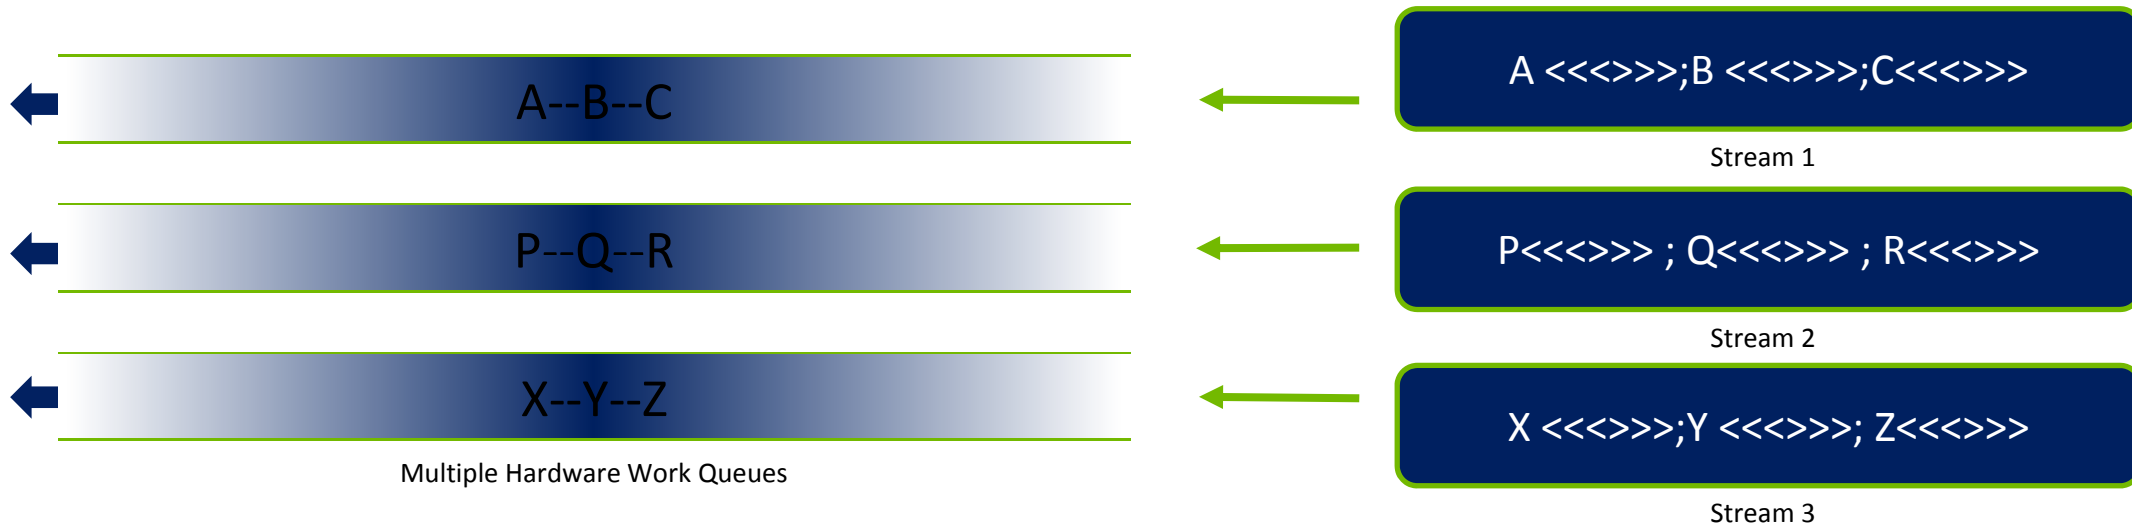 A <<<>>>;B <<<>>>;C<<<>>>
A--B--C
Stream 1
P<<<>>> ; Q<<<>>> ; R<<<>>>
P--Q--R
Stream 2
X <<<>>>;Y <<<>>>; Z<<<>>>
X--Y--Z
Multiple Hardware Work Queues
Stream 3